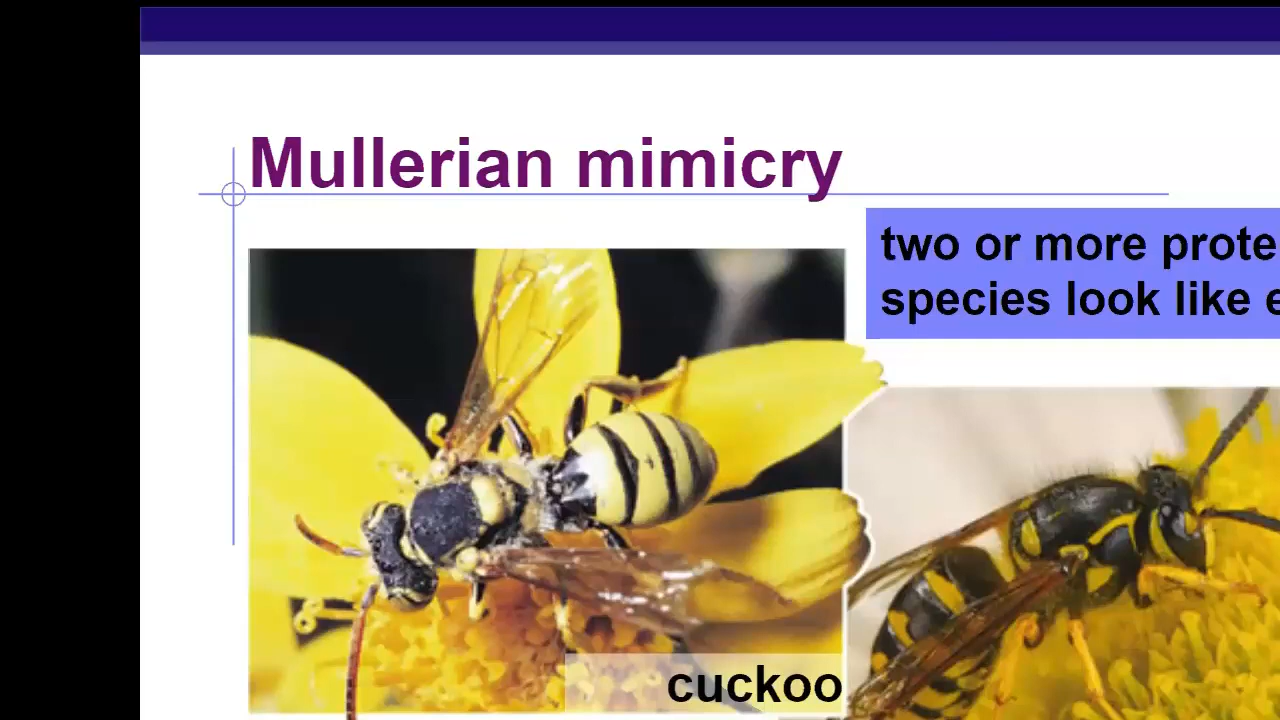 Mullerian mimicry
two or more prote
species look like e
cuckoo